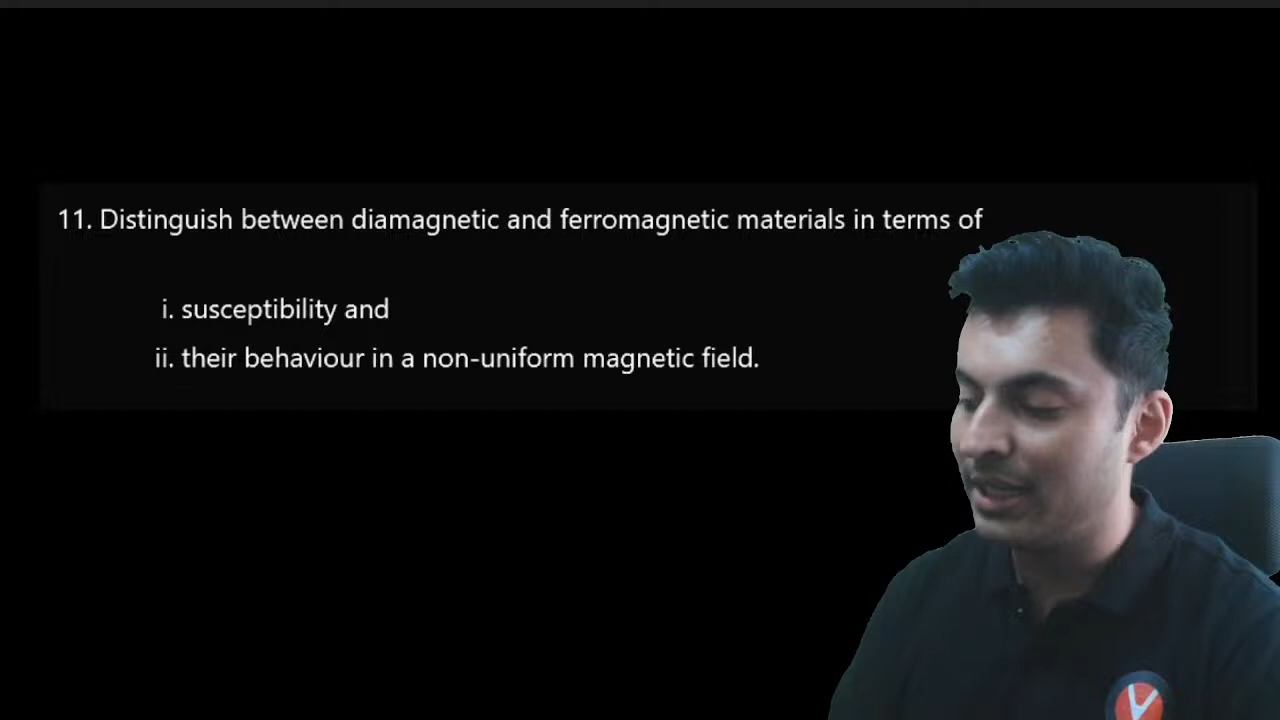 11. Distinguish between diamagnetic and ferromagnetic materials in terms of
i. susceptibility and
ii. their behaviour in a non-uniform magnetic field.